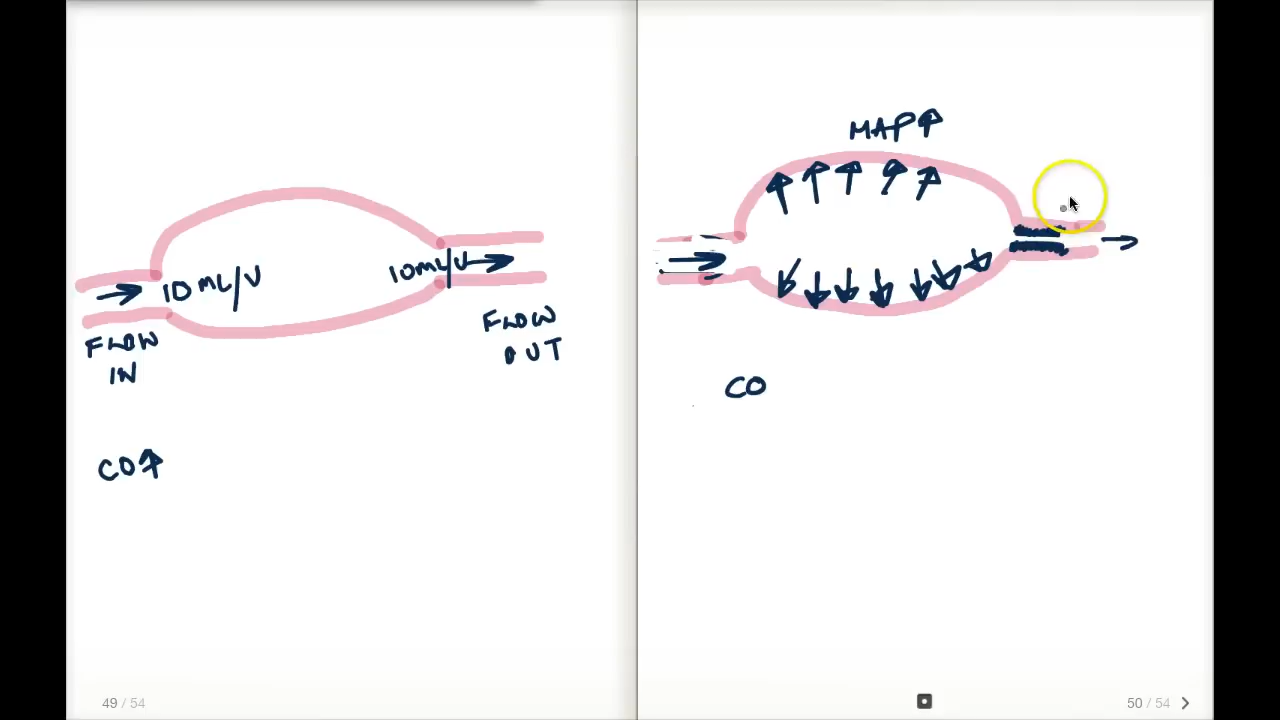 10ML/V
10ML/V
FLOW
IN
FLOW
OUT
CO↑
49 / 54
MAP↑
CO
50 / 54